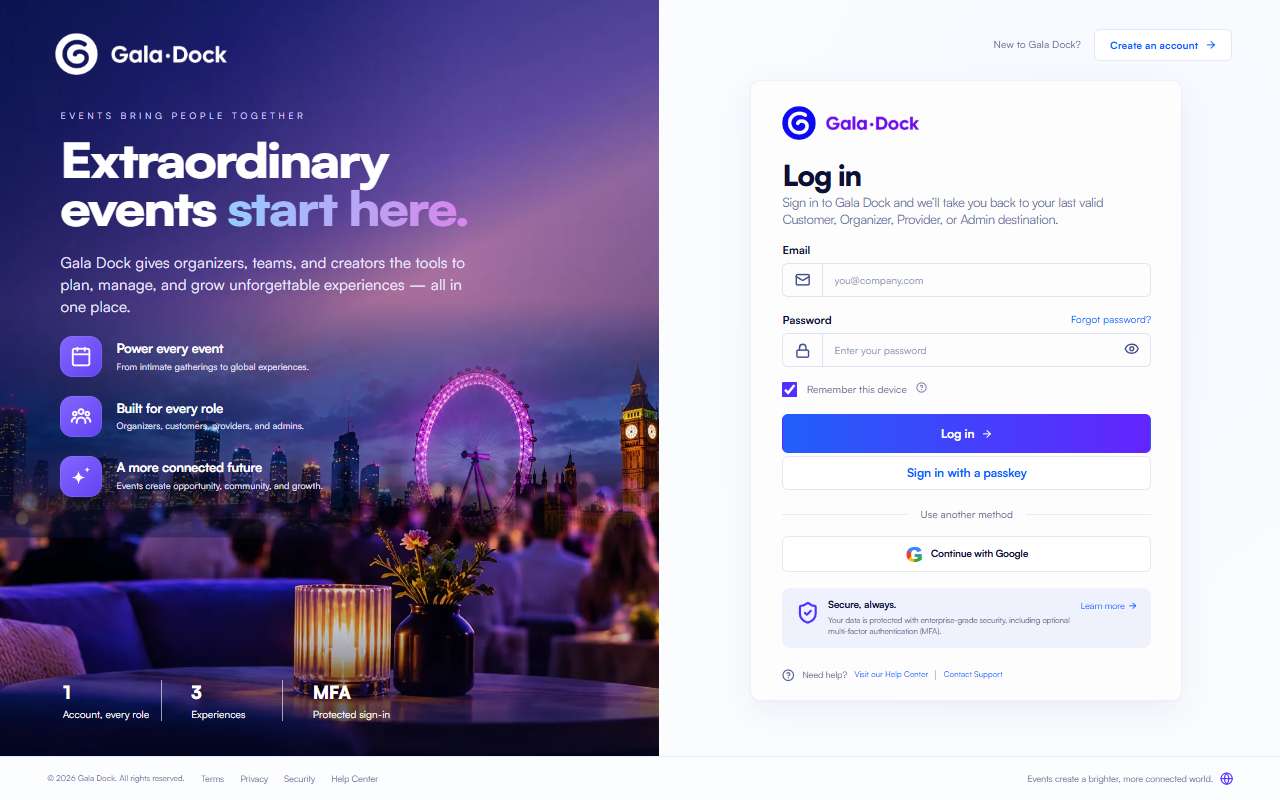 Gala·Dock
EVENTS BRING PEOPLE TOGETHER
Extraordinary
events start here.
Gala Dock gives organizers, teams, and creators the tools to
plan, manage, and grow unforgettable experiences — all in
one place.
Power every event
From intimate gatherings to global experiences.
Built for every role
Organizers, customers, providers, and admins.
A more connected future
Events create opportunity, community, and growth.
1
Account, every role
3
Experiences
MFA
Protected sign-in
New to Gala Dock?
Create an account
Gala·Dock
Log in
Sign in to Gala Dock and we'll take you back to your last valid
Customer, Organizer, Provider, or Admin destination.
Email
you@company.com
Password
Forgot password?
Enter your password
Remember this device
Log in
Sign in with a passkey
Use another method
Continue with Google
Secure, always.
Learn more
Your data is protected with enterprise-grade security, including optional
multi-factor authentication (MFA).
Need help?
Visit our Help Center
Contact Support
© 2026 Gala Dock. All rights reserved.
Terms
Privacy
Security
Help Center
Events create a brighter, more connected world.